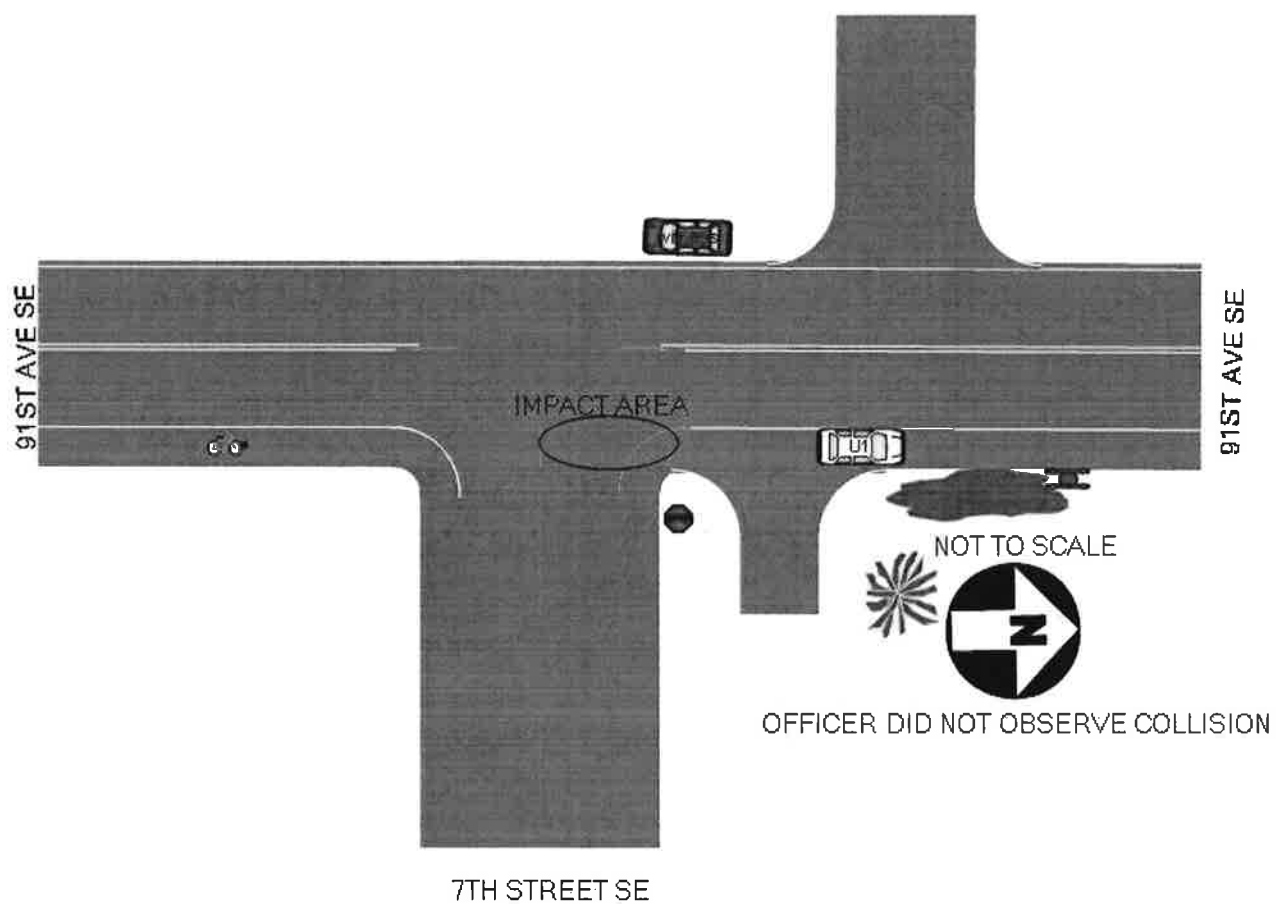 91ST AVE SE
91ST AVE SE
IMPACT AREA
U1
NOT TO SCALE
N
OFFICER DID NOT OBSERVE COLLISION
7TH STREET SE